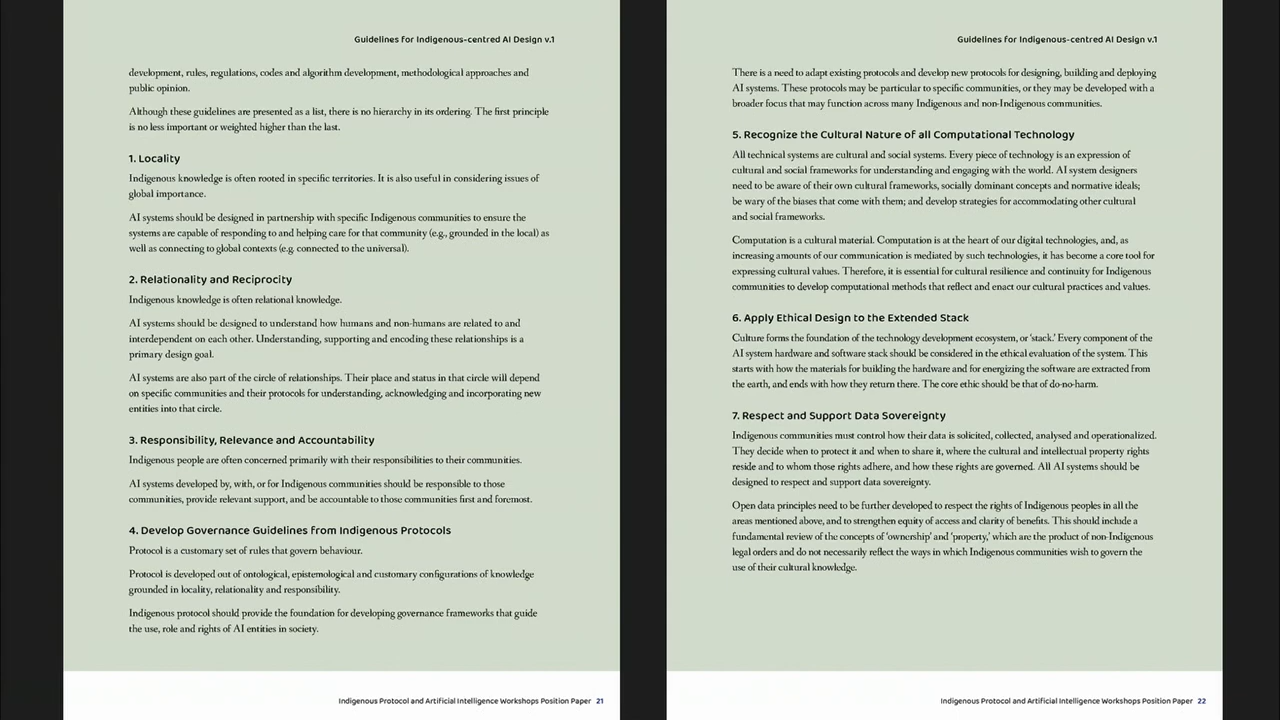 Guidelines for Indigenous-centred AI Design v.1
development, rules, regulations, codes and algorithm development, methodological approaches and
public opinion.
Although these guidelines are presented as a list, there is no hierarchy in its ordering. The first principle
is no less important or weighted higher than the last.
1. Locality
Indigenous knowledge is often rooted in specific territories. It is also useful in considering issues of
global importance.
AI systems should be designed in partnership with specific Indigenous communities to ensure the
systems are capable of responding to and helping care for that community (e.g., grounded in the local) as
well as connecting to global contexts (e.g. connected to the universal).
2. Relationality and Reciprocity
Indigenous knowledge is often relational knowledge.
AI systems should be designed to understand how humans and non-humans are related to and
interdependent on each other. Understanding, supporting and encoding these relationships is a
primary design goal.
AI systems are also part of the circle of relationships. Their place and status in that circle will depend
on specific communities and their protocols for understanding, acknowledging and incorporating new
entities into that circle.
3. Responsibility, Relevance and Accountability
Indigenous people are often concerned primarily with their responsibilities to their communities.
AI systems developed by, with, or for Indigenous communities should be responsible to those
communities, provide relevant support, and be accountable to those communities first and foremost.
4. Develop Governance Guidelines from Indigenous Protocols
Protocol is a customary set of rules that govern behaviour.
Protocol is developed out of ontological, epistemological and customary configurations of knowledge
grounded in locality, relationality and responsibility.
Indigenous protocol should provide the foundation for developing governance frameworks that guide
the use, role and rights of AI entities in society.
Indigenous Protocol and Artificial Intelligence Workshops Position Paper 21
Guidelines for Indigenous-centred AI Design v.1
There is a need to adapt existing protocols and develop new protocols for designing, building and deploying
AI systems. These protocols may be particular to specific communities, or they may be developed with a
broader focus that may function across many Indigenous and non-Indigenous communities.
5. Recognize the Cultural Nature of all Computational Technology
All technical systems are cultural and social systems. Every piece of technology is an expression of
cultural and social frameworks for understanding and engaging with the world. AI system designers
need to be aware of their own cultural frameworks, socially dominant concepts and normative ideals;
be wary of the biases that come with them; and develop strategies for accommodating other cultural
and social frameworks.
Computation is a cultural material. Computation is at the heart of our digital technologies, and, as
increasing amounts of our communication is mediated by such technologies, it has become a core tool for
expressing cultural values. Therefore, it is essential for cultural resilience and continuity for Indigenous
communities to develop computational methods that reflect and enact our cultural practices and values.
6. Apply Ethical Design to the Extended Stack
Culture forms the foundation of the technology development ecosystem, or ‘stack.’ Every component of the
AI system hardware and software stack should be considered in the ethical evaluation of the system. This
starts with how the materials for building the hardware and for energizing the software are extracted from
the earth, and ends with how they return there. The core ethic should be that of do-no-harm.
7. Respect and Support Data Sovereignty
Indigenous communities must control how their data is solicited, collected, analysed and operationalized.
They decide when to protect it and when to share it, where the cultural and intellectual property rights
reside and to whom those rights adhere, and how these rights are governed. All AI systems should be
designed to respect and support data sovereignty.
Open data principles need to be further developed to respect the rights of Indigenous peoples in all the
areas mentioned above, and to strengthen equity of access and clarity of benefits. This should include a
fundamental review of the concepts of ‘ownership’ and ‘property,’ which are the product of non-Indigenous
legal orders and do not necessarily reflect the ways in which Indigenous communities wish to govern the
use of their cultural knowledge.
Indigenous Protocol and Artificial Intelligence Workshops Position Paper 22